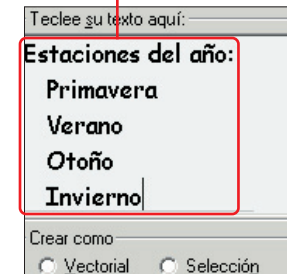 Teclee su texto aquí:
Estaciones del año:
Primavera
Verano
Otoño
Invierno
Crear como
Vectorial Selección